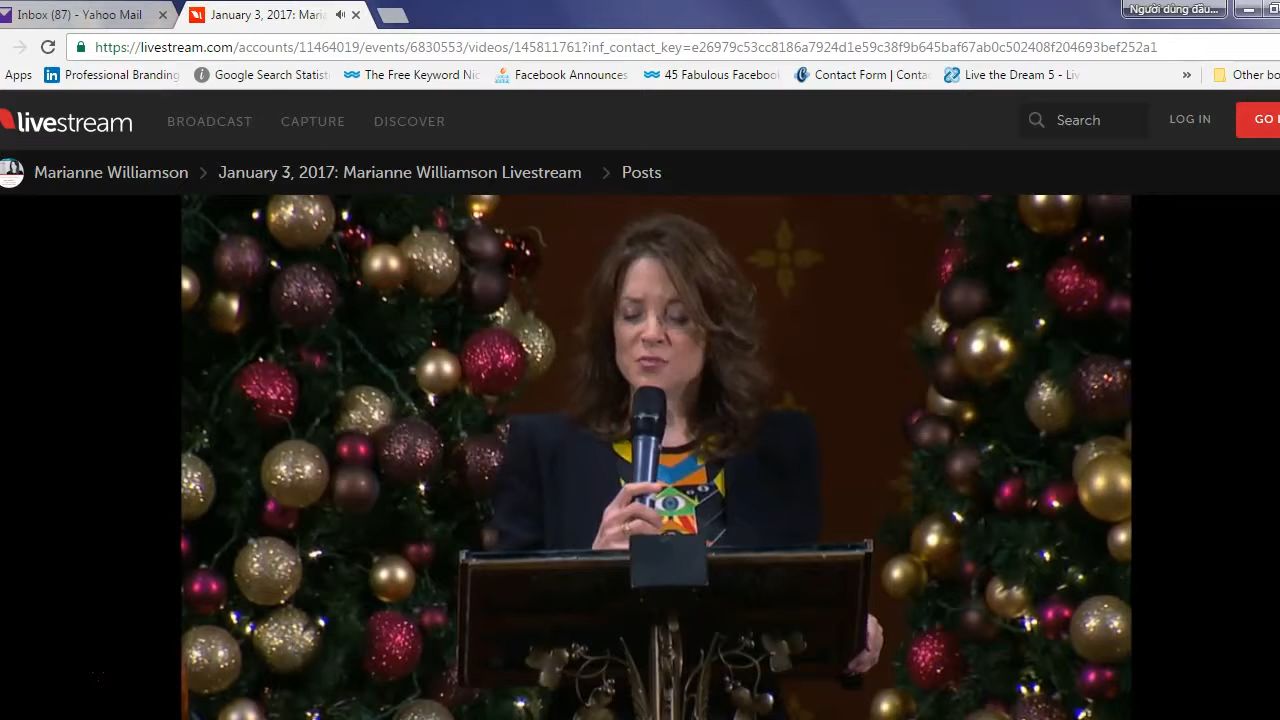 Inbox (87) - Yahoo Mail
January 3, 2017: Maria
Người dùng đầu...
https://livestream.com/accounts/11464019/events/6830553/videos/145811761?inf_contact_key=e26979c53cc8186a7924d1e59c38f9b645baf67ab0c502408f204693bef252a1
Apps
Professional Branding
Google Search Statist
The Free Keyword Nic
Facebook Announces
45 Fabulous Facebook
Contact Form | Conta
Live the Dream 5 - Liv
»
Other bo
livestream
BROADCAST
CAPTURE
DISCOVER
Search
LOG IN
GO L
Marianne Williamson > January 3, 2017: Marianne Williamson Livestream > Posts